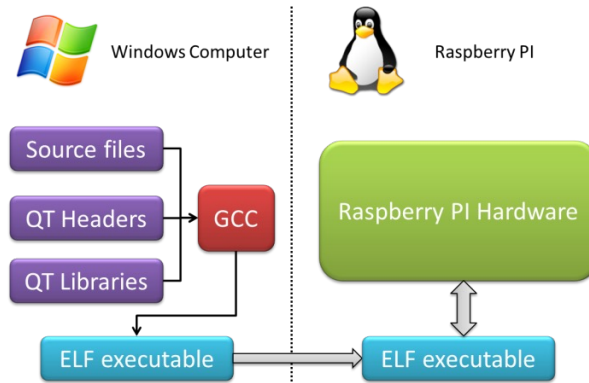 Windows Computer
Raspberry PI
Source files
QT Headers
QT Libraries
GCC
Raspberry PI Hardware
ELF executable
ELF executable